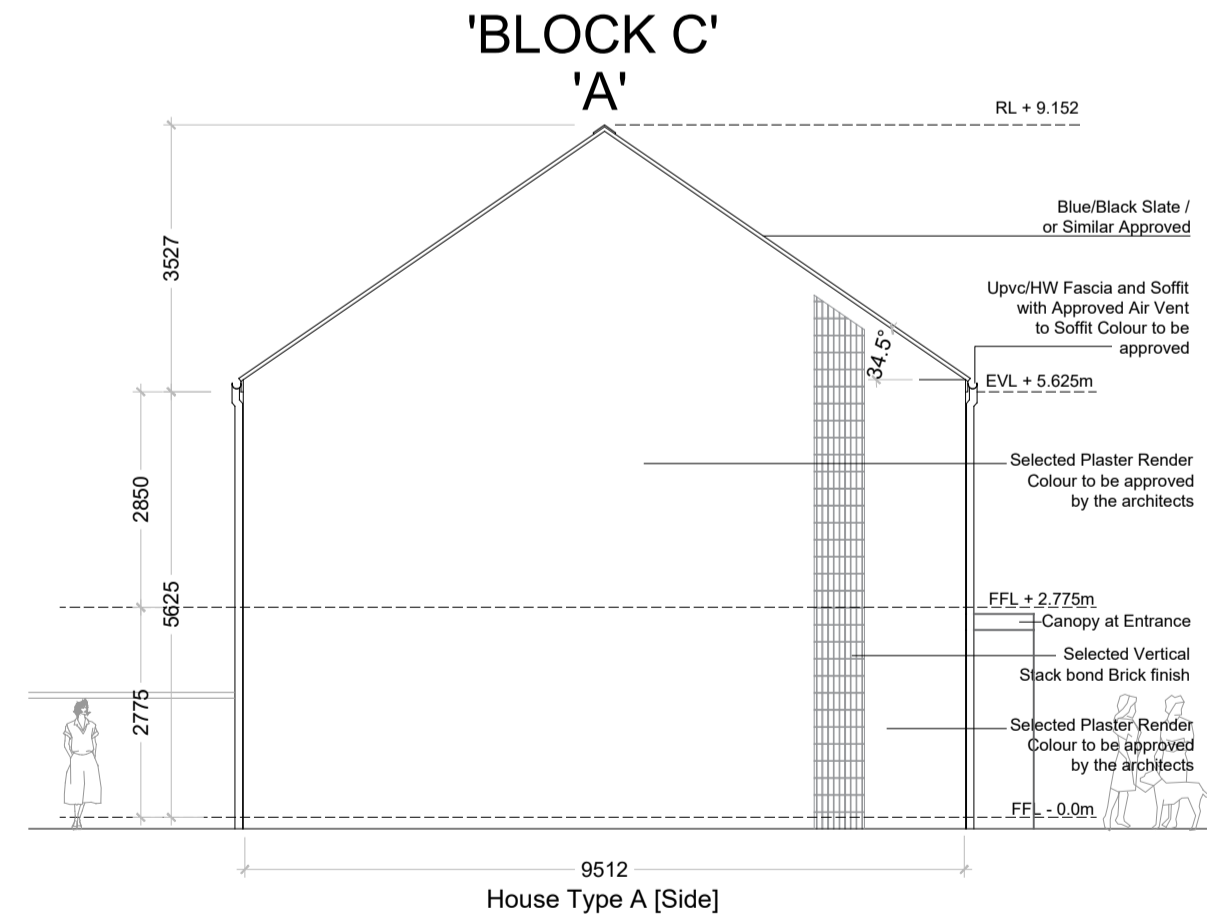 'BLOCK C'
'A'
RL + 9.152
Blue/Black Slate /
or Similar Approved
3527
Upvc/HW Fascia and Soffit
with Approved Air Vent
to Soffit Colour to be
approved
34.5°
EVL + 5.625m
Selected Plaster Render
Colour to be approved
by the architects
2850
5625
FFL + 2.775m
Canopy at Entrance
Selected Vertical
Stack bond Brick finish
2775
Selected Plaster Render
Colour to be approved
by the architects
FFL - 0.0m
9512
House Type A [Side]